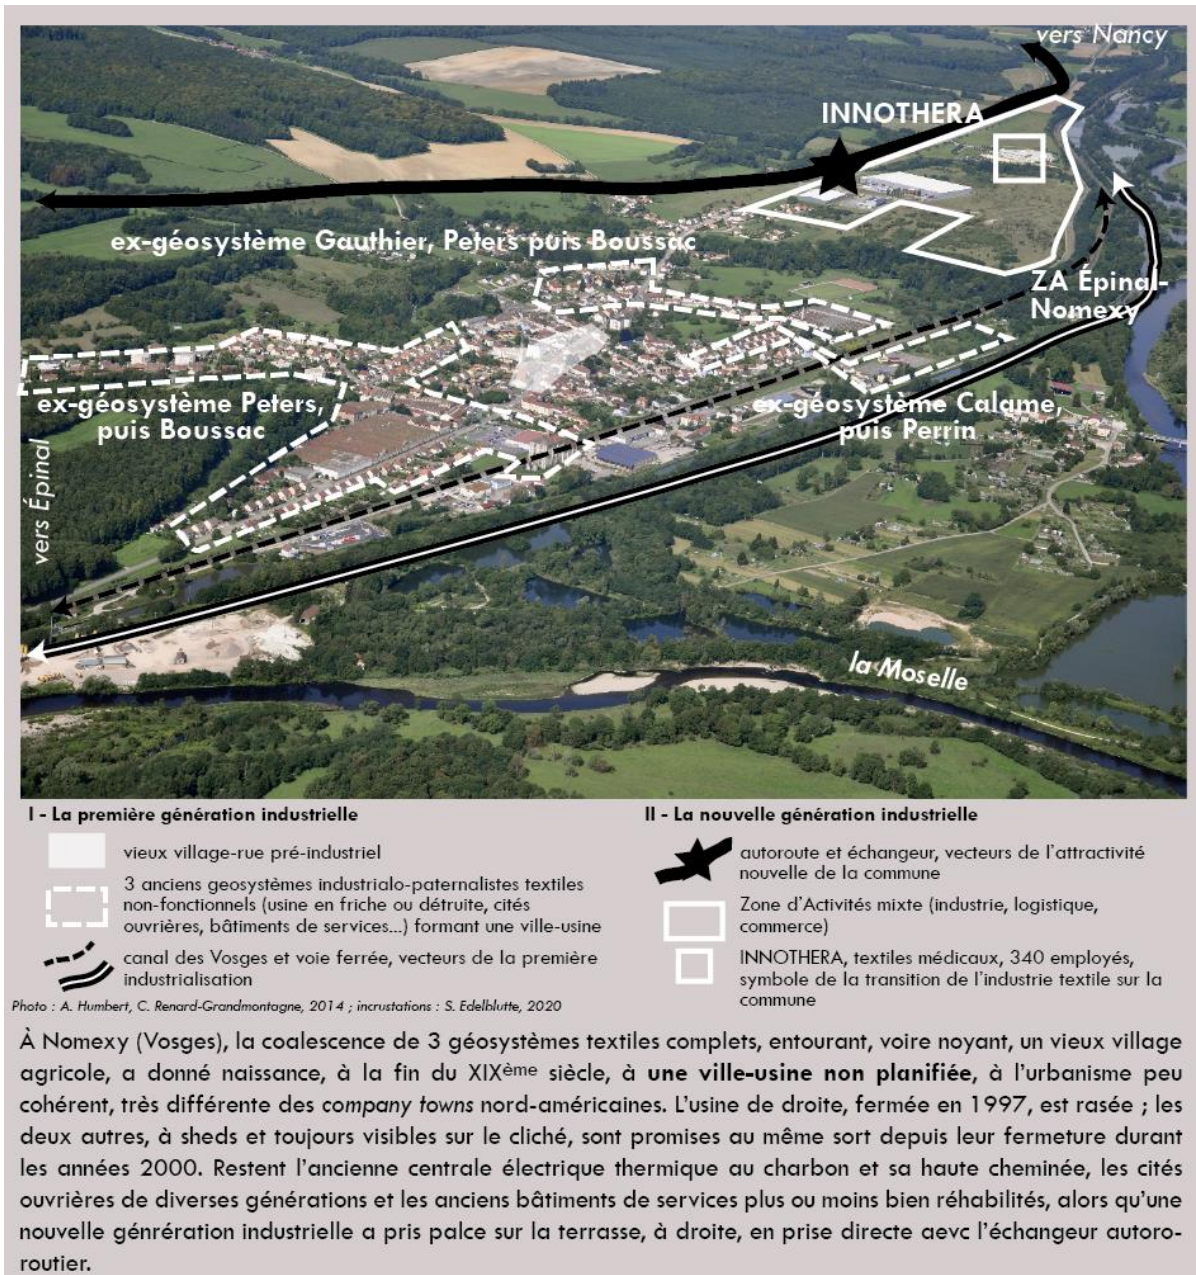 vers Nancy
INNOTHERA
ex-géosystème Gauthier, Peters puis Boussac
ZA Épinal-
Nomexy
ex-géosystème Peters,
puis Boussac
ex-géosystème Calame,
puis Perrin
vers Épinal
la Moselle
I - La première génération industrielle
vieux village-rue pré-industriel
3 anciens geosystèmes industrialo-paternalistes textiles
non-fonctionnels (usine en friche ou détruite, cités
ouvrières, bâtiments de services...) formant une ville-usine
canal des Vosges et voie ferrée, vecteurs de la première
industrialisation
II - La nouvelle génération industrielle
autoroute et échangeur, vecteurs de l'attractivité
nouvelle de la commune
Zone d'Activités mixte (industrie, logistique,
commerce)
INNOTHERA, textiles médicaux, 340 employés,
symbole de la transition de l'industrie textile sur la
commune
Photo : A. Humbert, C. Renard-Grandmontagne, 2014 ; incrustations : S. Edelblutte, 2020
À Nomexy (Vosges), la coalescence de 3 géosystèmes textiles complets, entourant, voire noyant, un vieux village
agricole, a donné naissance, à la fin du XIXème siècle, à une ville-usine non planifiée, à l'urbanisme peu
cohérent, très différente des company towns nord-américaines. L'usine de droite, fermée en 1997, est rasée ; les
deux autres, à sheds et toujours visibles sur le cliché, sont promises au même sort depuis leur fermeture durant
les années 2000. Restent l'ancienne centrale électrique thermique au charbon et sa haute cheminée, les cités
ouvrières de diverses générations et les anciens bâtiments de services plus ou moins bien réhabilités, alors qu'une
nouvelle génrération industrielle a pris palce sur la terrasse, à droite, en prise directe aevc l'échangeur autoro-
routier.